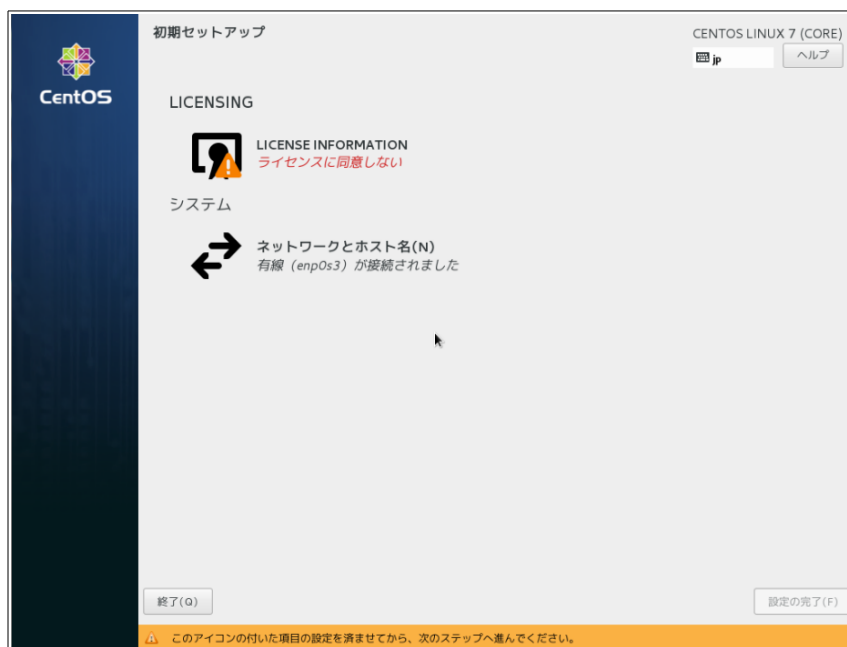 初期セットアップ
CENTOS LINUX 7 (CORE)
jp
ヘルプ
CentOS
LICENSING
LICENSE INFORMATION
ライセンスに同意しない
システム
ネットワークとホスト名(N)
有線（enp0s3）が接続されました
終了(Q)
設定の完了(F)
このアイコンの付いた項目の設定を済ませてから、次のステップへ進んでください。